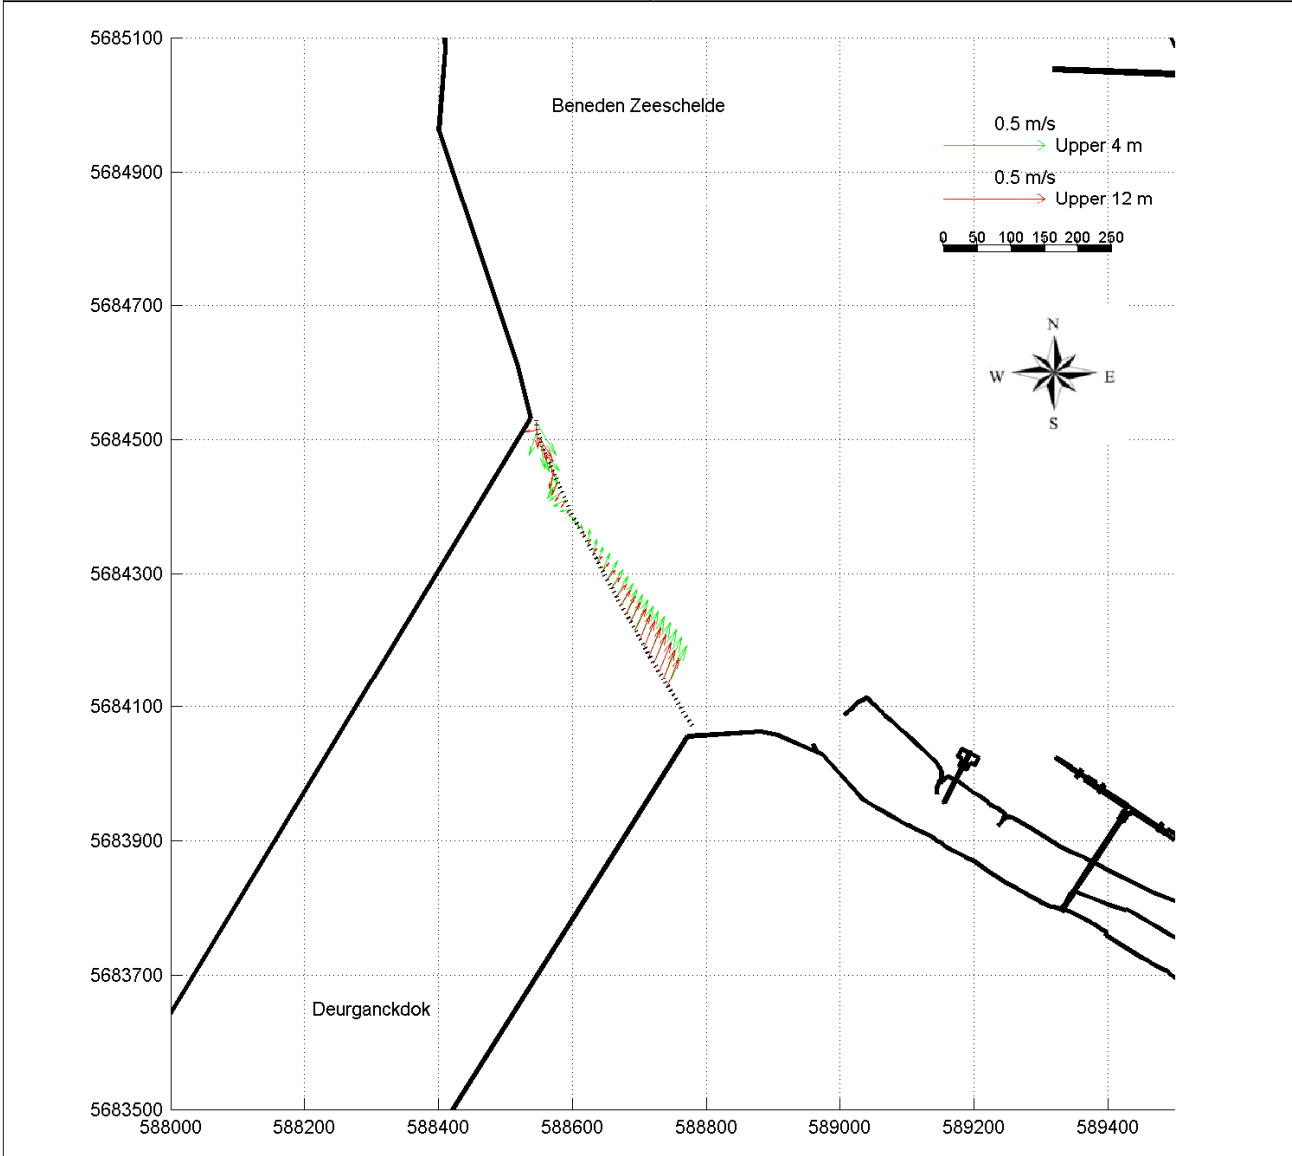 5685100
Beneden Zeeschelde
0.5 m/s
Upper 4 m
5684900
0.5 m/s
Upper 12 m
0 50 100 150 200 250
5684700
N
W E
S
5684500
5684300
5684100
5683900
5683700
Deurganckdok
5683500
588000 588200 588400 588600 588800 589000 589200 589400